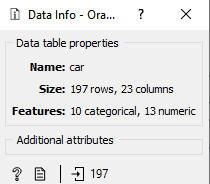 Data Info - Ora...
Data table properties
Name: car
Size: 197 rows, 23 columns
Features: 10 categorical, 13 numeric
Additional attributes
? 197